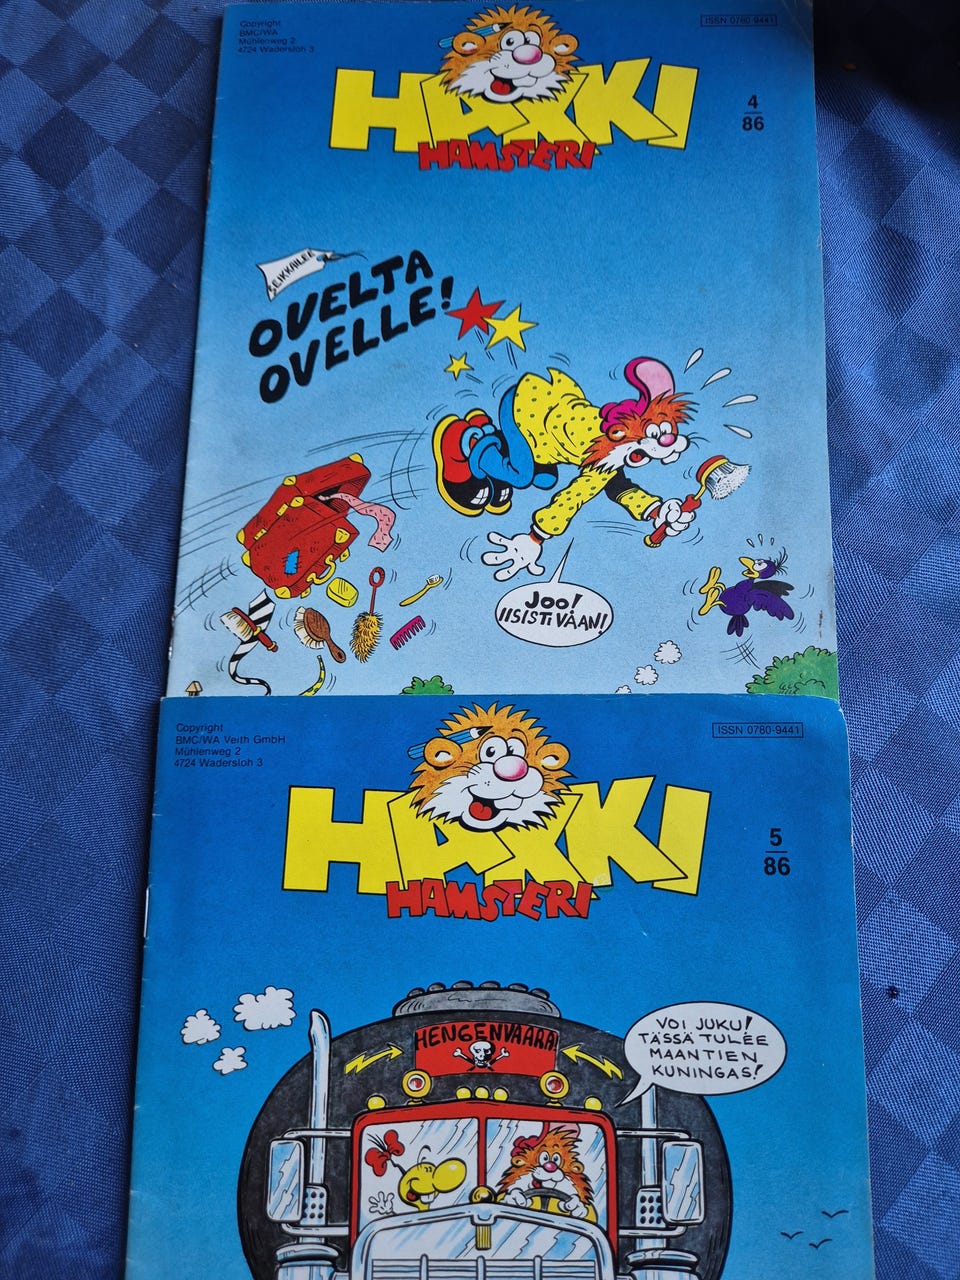 Copyright
BMC/WA
Mühlenweg 2
4724 Wadersloh 3
ISSN 0780-9441
HAKKI
HAMSTERI
4
86
SEIKKAILEE
OVELTA
OVELLE!
JOO!
IISISTI VÅAN!
Copyright
BMC/WA Verth GmbH
Mühlenweg 2
4724 Wadersloh 3
ISSN 0780-9441
HAKKI
HAMSTERI
5
86
HENGENVAARA!
VOI JUKU!
TÄSSÄ TULEE
MAANTIEN
KUNINGAS!